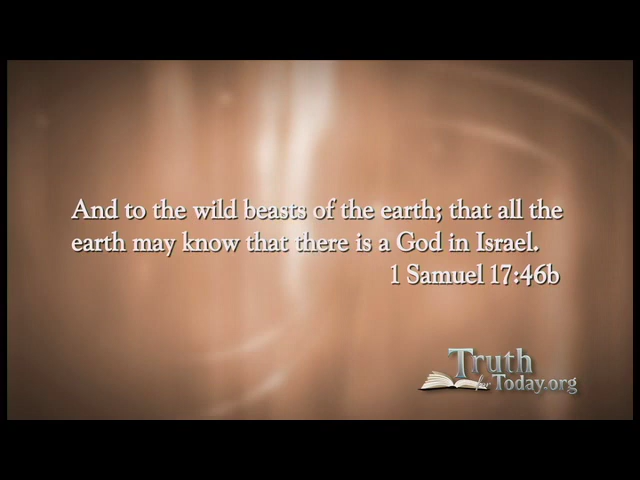 And to the wild beasts of the earth; that all the
earth may know that there is a God in Israel.
1 Samuel 17:46b
Truth
for Today.org